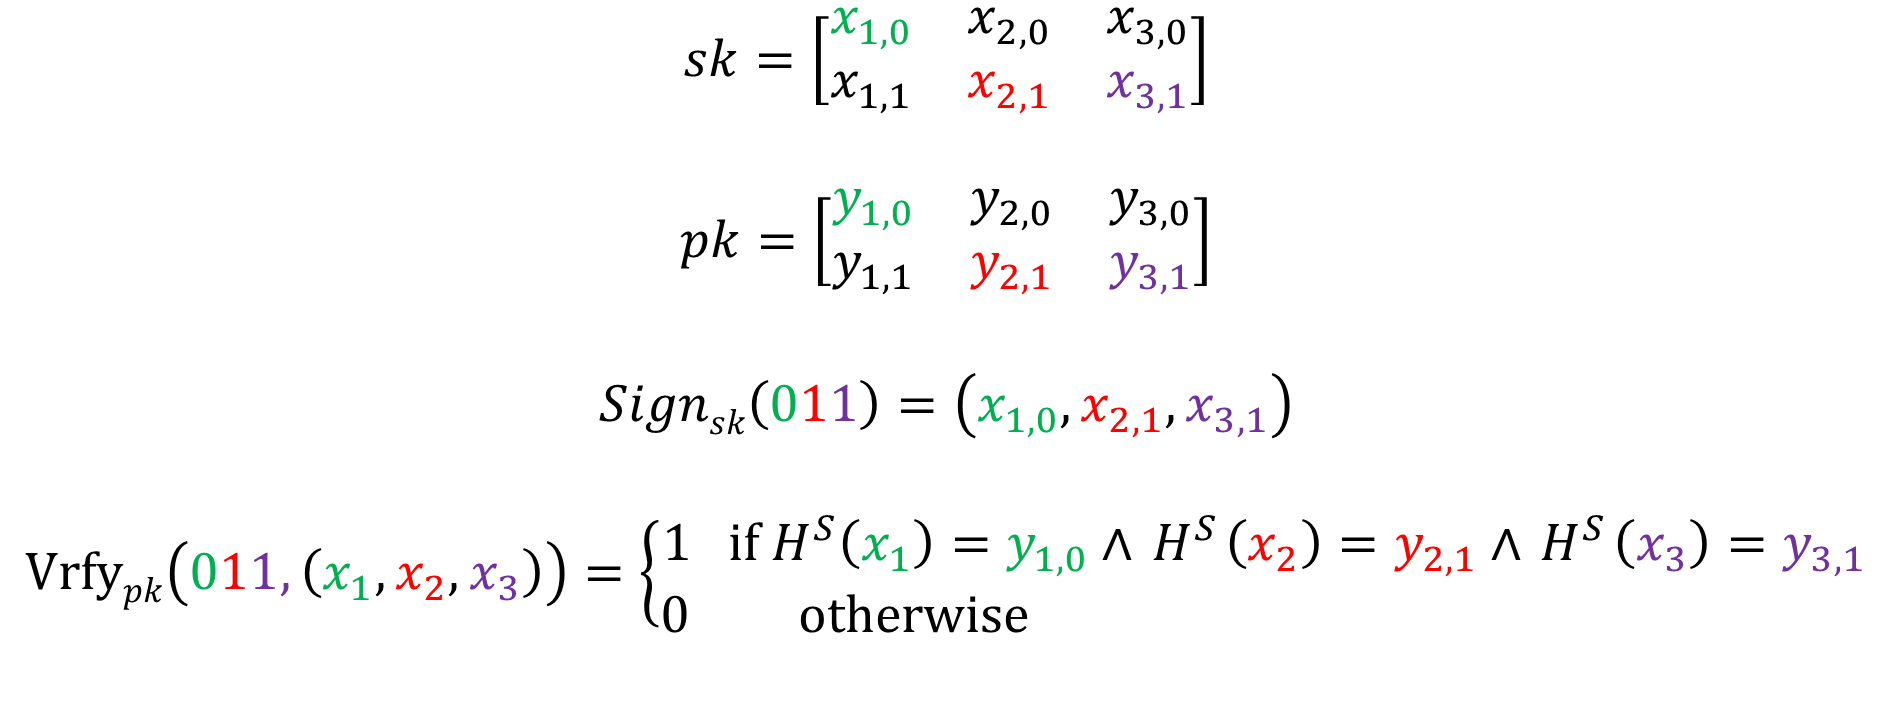 sk = [x1,0 x2,0 x3,0
x1,1 x2,1 x3,1]
pk = [y1,0 y2,0 y3,0
y1,1 y2,1 y3,1]
Sign_sk(011) = (x1,0, x2,1, x3,1)
Vrfy_pk(011, (x1, x2, x3)) = {1 if H^S(x1) = y1,0 ∧ H^S(x2) = y2,1 ∧ H^S(x3) = y3,1
0 otherwise